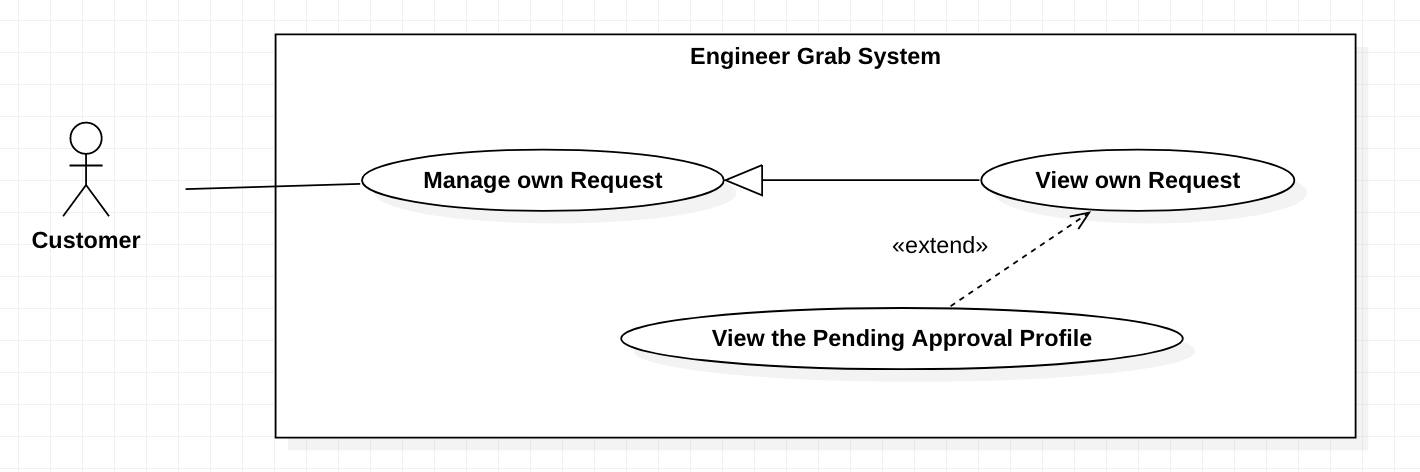 Engineer Grab System
Customer
Manage own Request
View own Request
«extend»
View the Pending Approval Profile